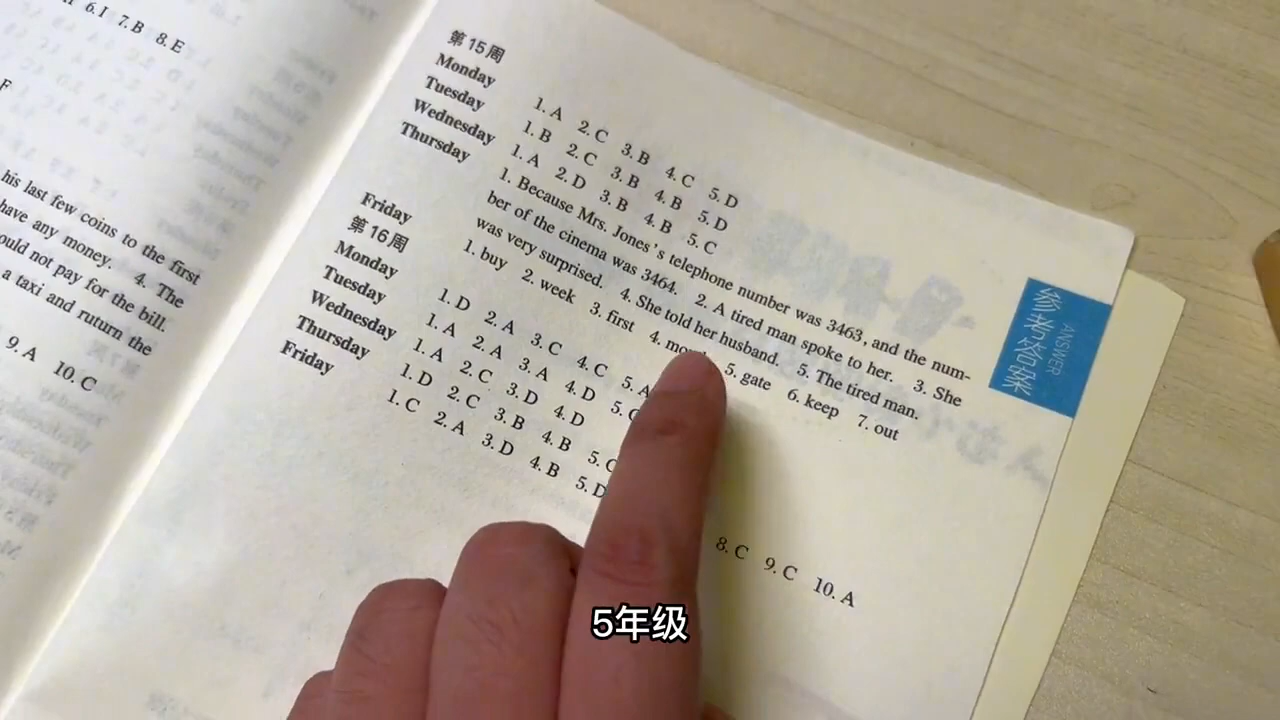 6.I 7.B 8.E
F
his last few coins to the first
have any money. 4. The
ould not pay for the bill.
a taxi and ruturn the
9. A 10. C
第15周
Monday 1. A 2. C 3. B 4. C 5. D
Tuesday 1. B 2. C 3. B 4. B 5. D
Wednesday 1. A 2. D 3. B 4. B 5. C
Thursday 1. Because Mrs. Jones's telephone number was 3463, and the num-
ber of the cinema was 3464. 2. A tired man spoke to her. 3. She
was very surprised. 4. She told her husband. 5. The tired man.
Friday 1. buy 2. week 3. first 4. 5. gate 6. keep 7. out
第16周
Monday 1. D 2. A 3. C 4. C 5. A
Tuesday 1. A 2. A 3. A 4. D 5. C
Wednesday 1. A 2. C 3. D 4. D
Thursday 1. D 2. C 3. B 4. B 5. C
Friday 1. C 2. A 3. D 4. B 5. D 8. C 9. C 10. A
ANSWER
5年级